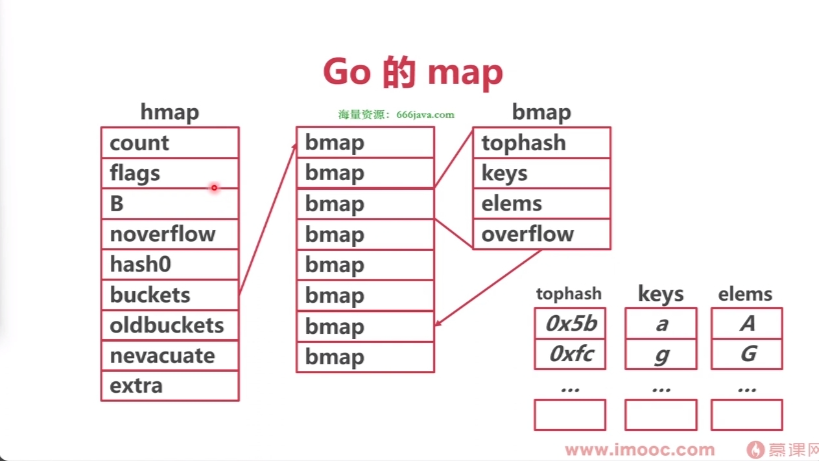 Go 的 map
海量资源：666java.com
hmap
count
flags
B
noverflow
hash0
buckets
oldbuckets
nevacuate
extra
bmap
bmap
bmap
bmap
bmap
bmap
bmap
bmap
bmap
tophash
keys
elems
overflow
tophash keys elems
0x5b a A
0xfc g G
... ... ...
www.imooc.com 慕课网